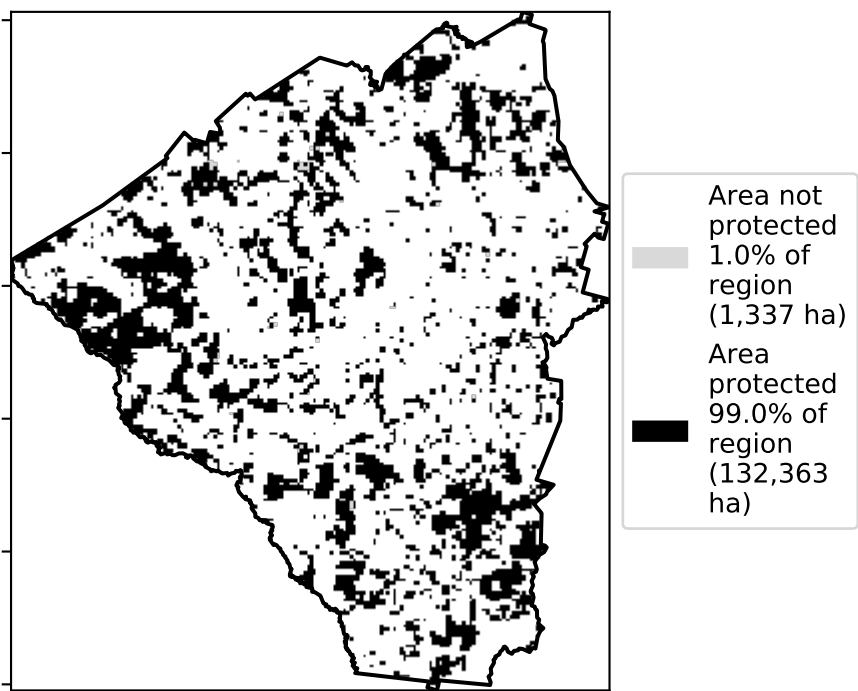 Area not
protected
1.0% of
region
(1,337 ha)
Area
protected
99.0% of
region
(132,363
ha)